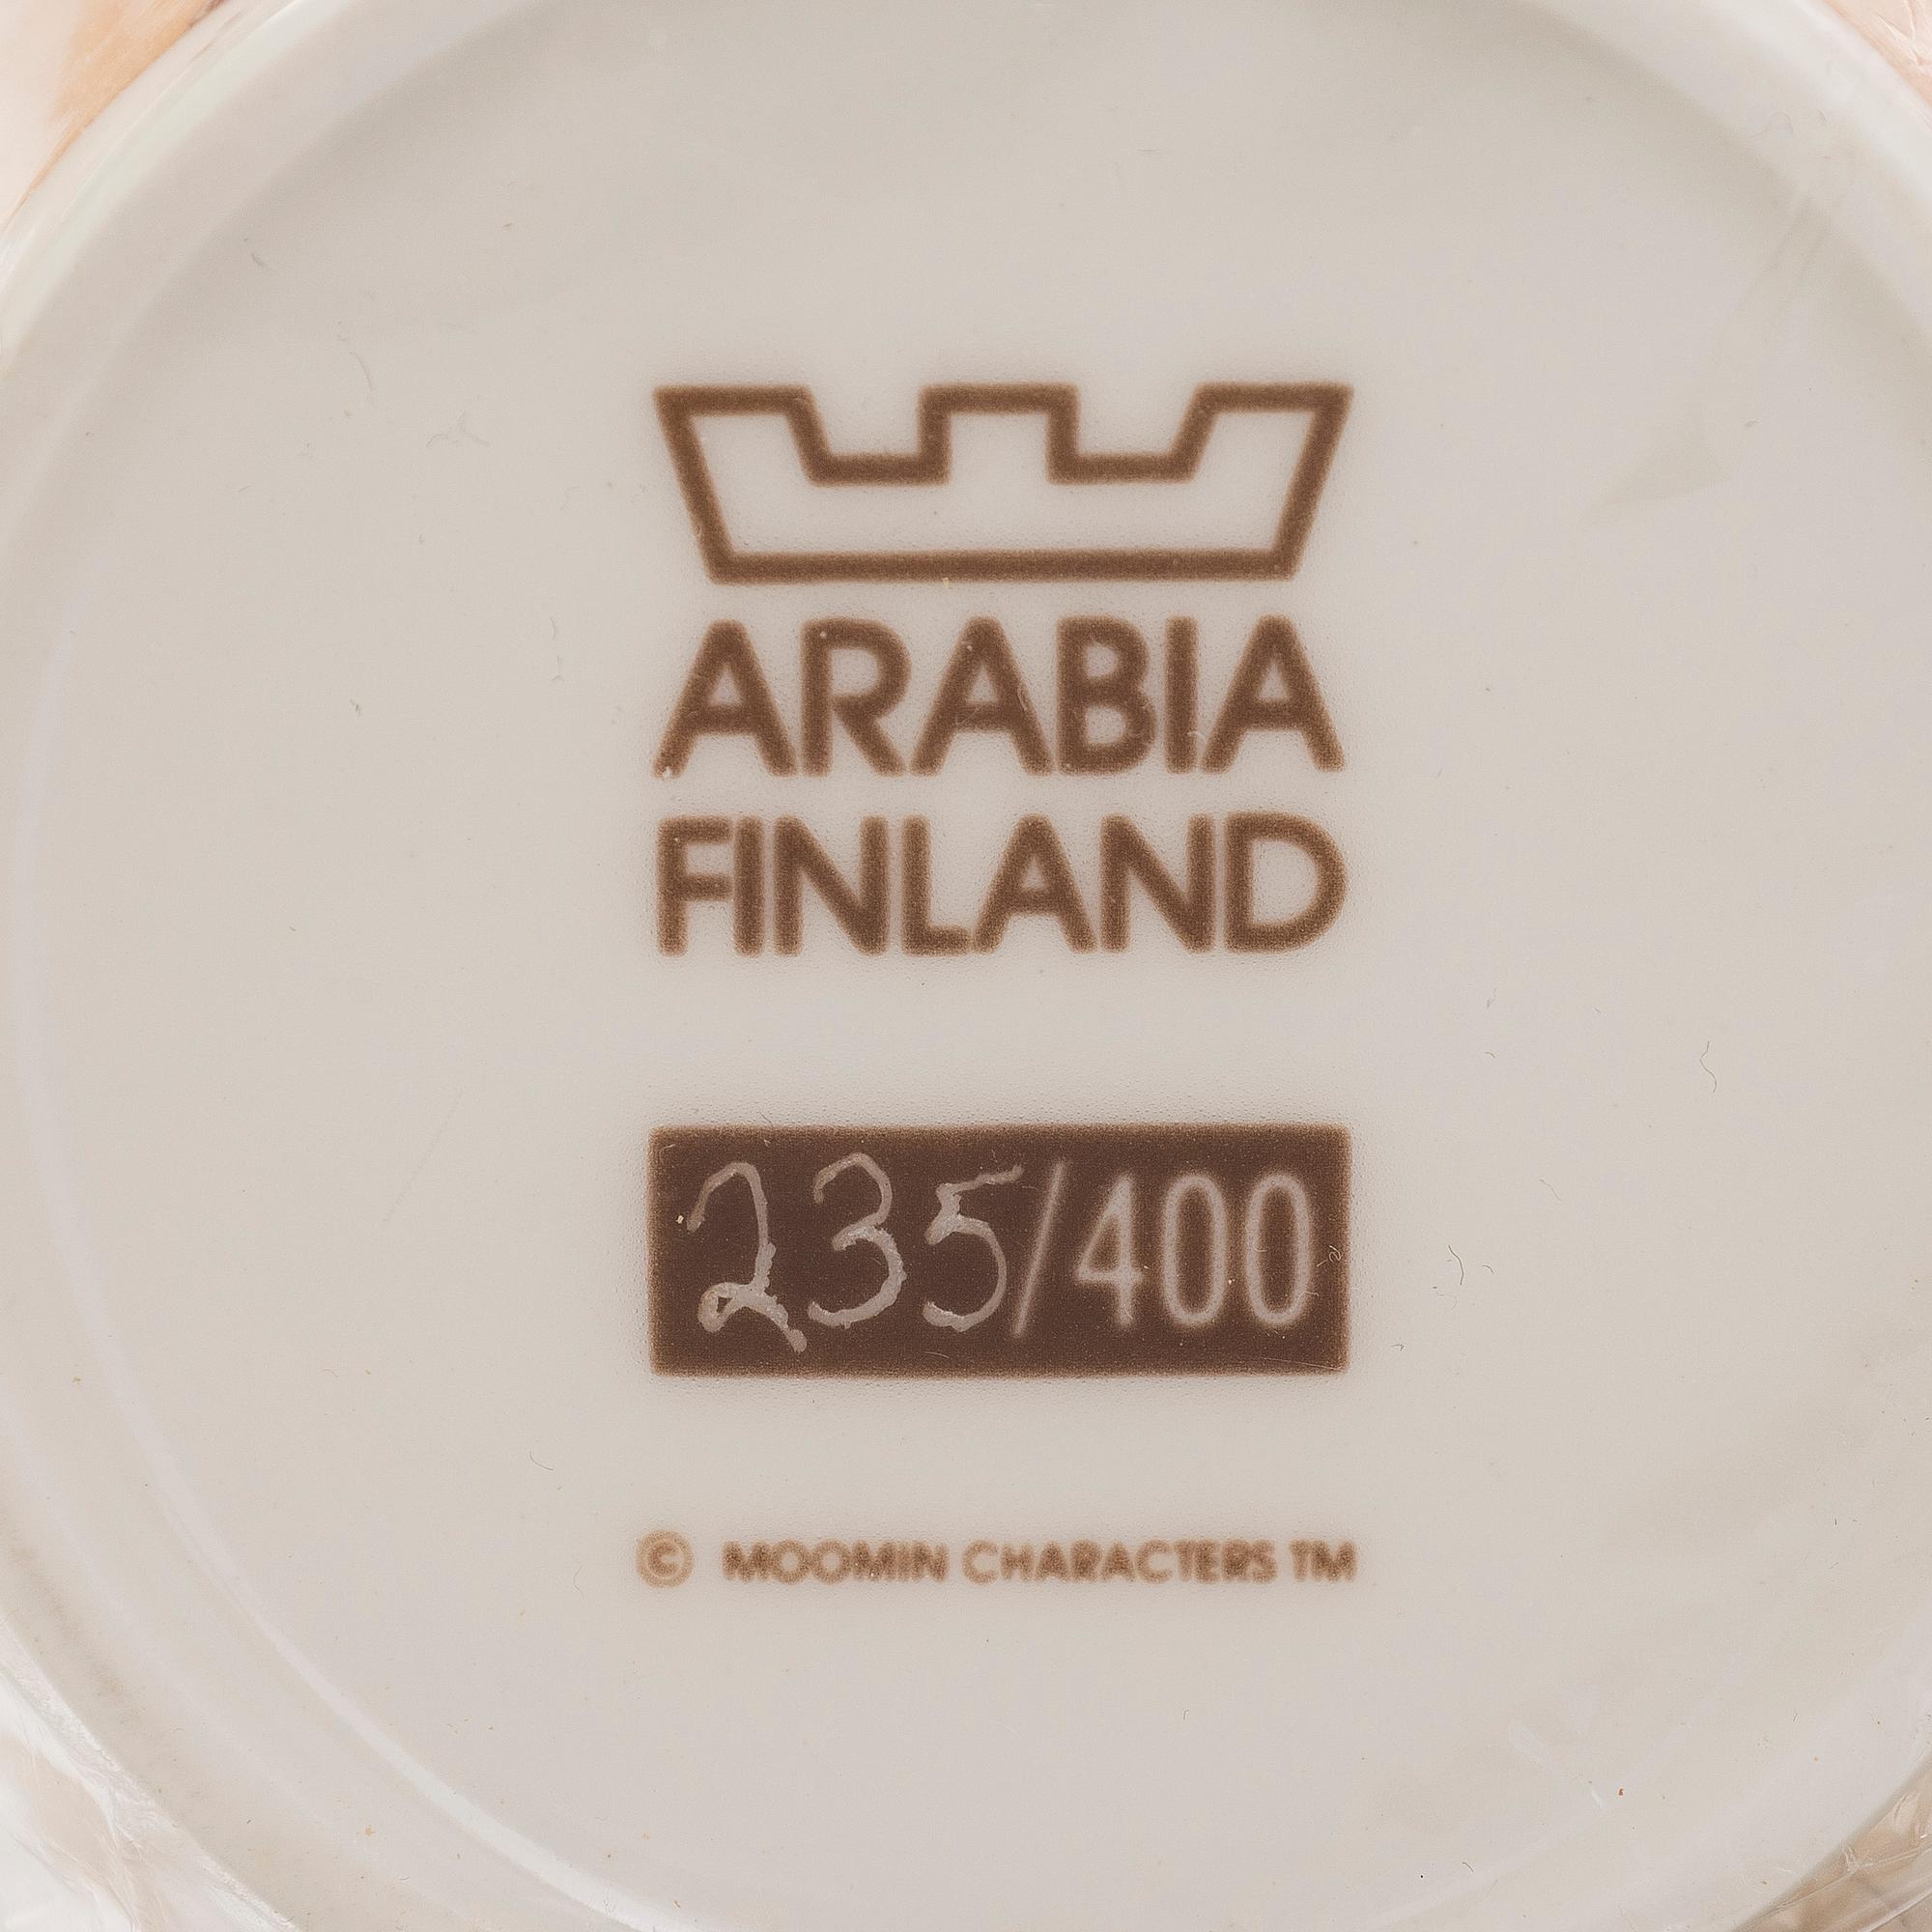 ARABIA
FINLAND
235/400
© MOOMIN CHARACTERS TM